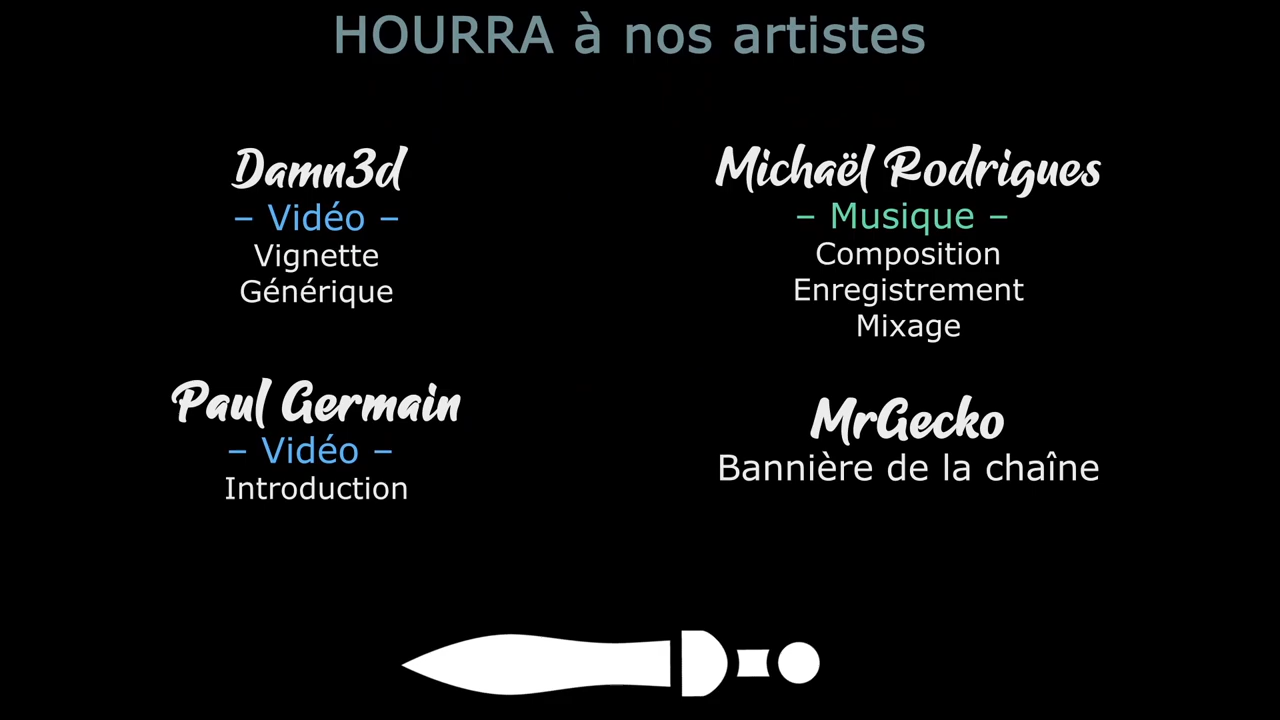 HOURRA à nos artistes
Damn3d
– Vidéo –
Vignette
Générique
Michaël Rodrigues
– Musique –
Composition
Enregistrement
Mixage
Paul Germain
– Vidéo –
Introduction
MrGecko
Bannière de la chaîne